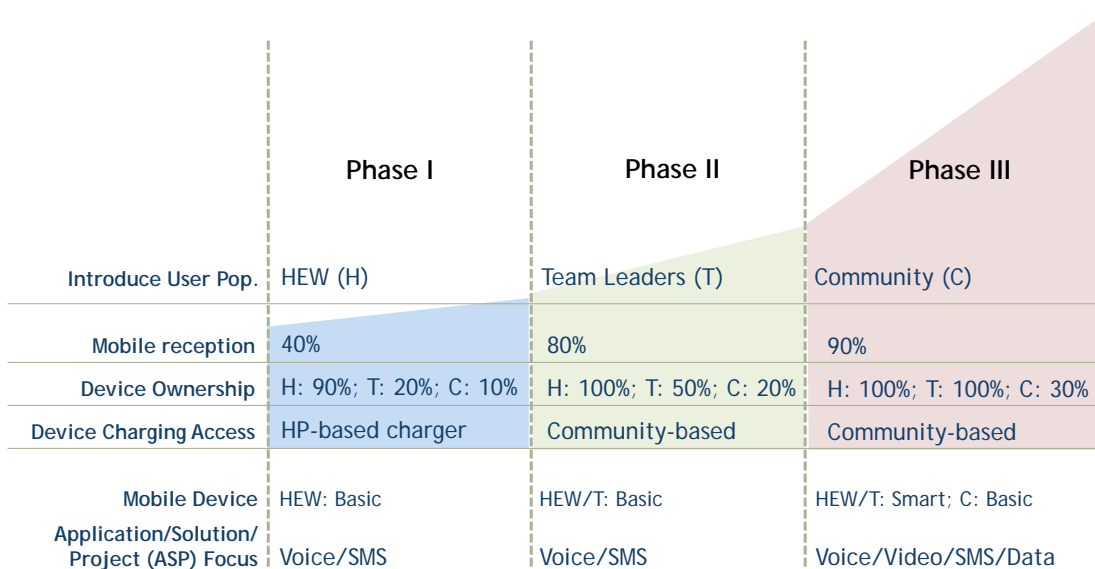 Phase I
Phase II
Phase III
Introduce User Pop. HEW (H) Team Leaders (T) Community (C)
Mobile reception 40% 80% 90%
Device Ownership H: 90%; T: 20%; C: 10% H: 100%; T: 50%; C: 20% H: 100%; T: 100%; C: 30%
Device Charging Access HP-based charger Community-based Community-based
Mobile Device HEW: Basic HEW/T: Basic HEW/T: Smart; C: Basic
Application/Solution/
Project (ASP) Focus Voice/SMS Voice/SMS Voice/Video/SMS/Data